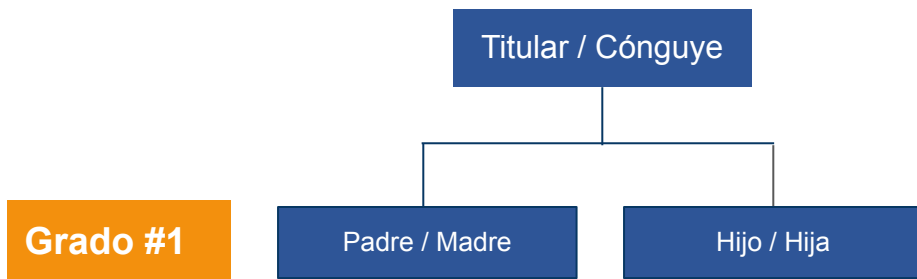 Titular / Cónguye
Grado #1
Padre / Madre
Hijo / Hija